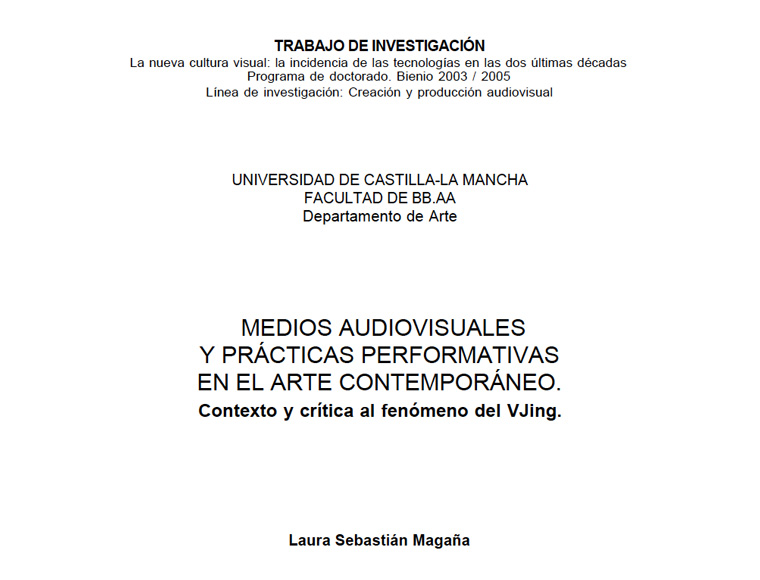 TRABAJO DE INVESTIGACIÓN
La nueva cultura visual: la incidencia de las tecnologías en las dos últimas décadas
Programa de doctorado. Bienio 2003 / 2005
Línea de investigación: Creación y producción audiovisual
UNIVERSIDAD DE CASTILLA-LA MANCHA
FACULTAD DE BB.AA
Departamento de Arte
MEDIOS AUDIOVISUALES
Y PRÁCTICAS PERFORMATIVAS
EN EL ARTE CONTEMPORÁNEO.
Contexto y crítica al fenómeno del VJing.
Laura Sebastián Magaña